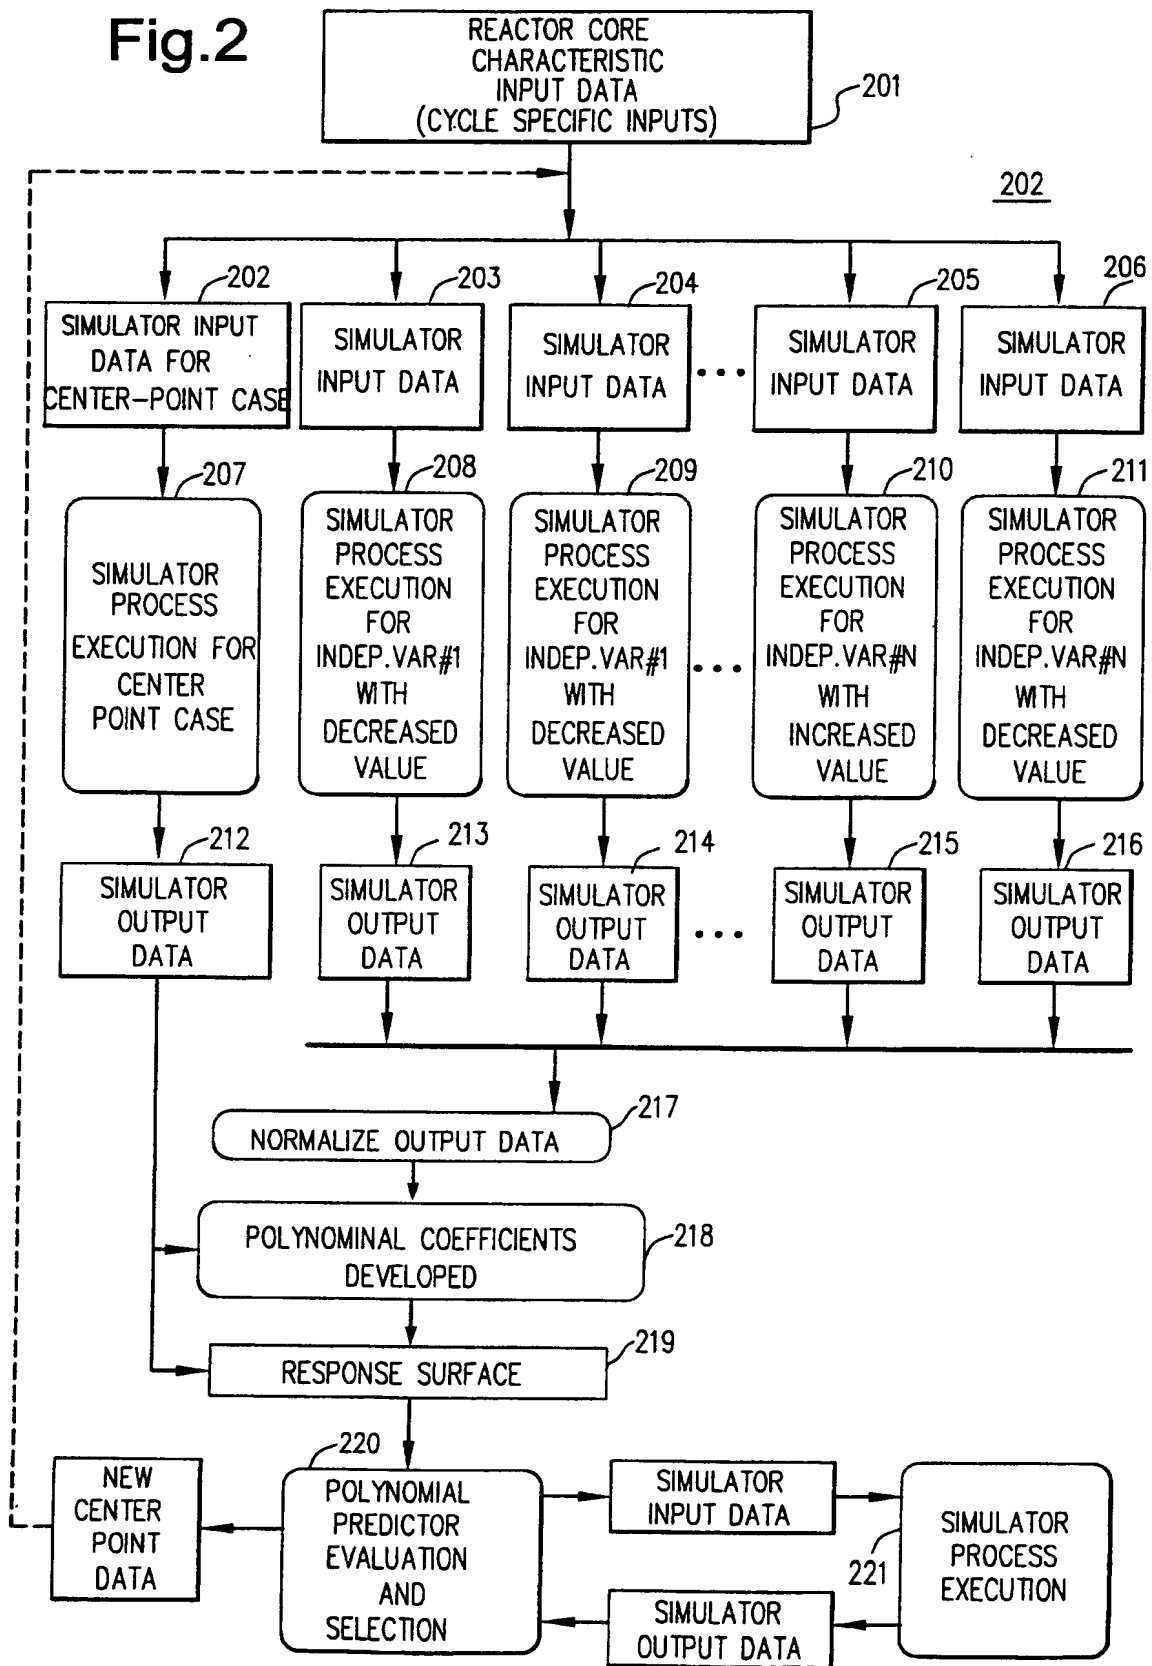 Fig.2
REACTOR CORE
CHARACTERISTIC
INPUT DATA
(CYCLE SPECIFIC INPUTS)
201
202
202
SIMULATOR INPUT
DATA FOR
CENTER-POINT CASE
203
SIMULATOR
INPUT DATA
204
SIMULATOR
INPUT DATA
...
205
SIMULATOR
INPUT DATA
206
SIMULATOR
INPUT DATA
207
SIMULATOR
PROCESS
EXECUTION FOR
CENTER
POINT CASE
208
SIMULATOR
PROCESS
EXECUTION
FOR
INDEP.VAR#1
WITH
DECREASED
VALUE
209
SIMULATOR
PROCESS
EXECUTION
FOR
INDEP.VAR#1
WITH
DECREASED
VALUE
...
210
SIMULATOR
PROCESS
EXECUTION
FOR
INDEP.VAR#N
WITH
INCREASED
VALUE
211
SIMULATOR
PROCESS
EXECUTION
FOR
INDEP.VAR#N
WITH
DECREASED
VALUE
212
SIMULATOR
OUTPUT
DATA
213
SIMULATOR
OUTPUT
DATA
214
SIMULATOR
OUTPUT
DATA
...
215
SIMULATOR
OUTPUT
DATA
216
SIMULATOR
OUTPUT
DATA
217
NORMALIZE OUTPUT DATA
POLYNOMINAL COEFFICIENTS
DEVELOPED
218
219
RESPONSE SURFACE
220
NEW
CENTER
POINT
DATA
POLYNOMIAL
PREDICTOR
EVALUATION
AND
SELECTION
SIMULATOR
INPUT DATA
SIMULATOR
OUTPUT DATA
221
SIMULATOR
PROCESS
EXECUTION